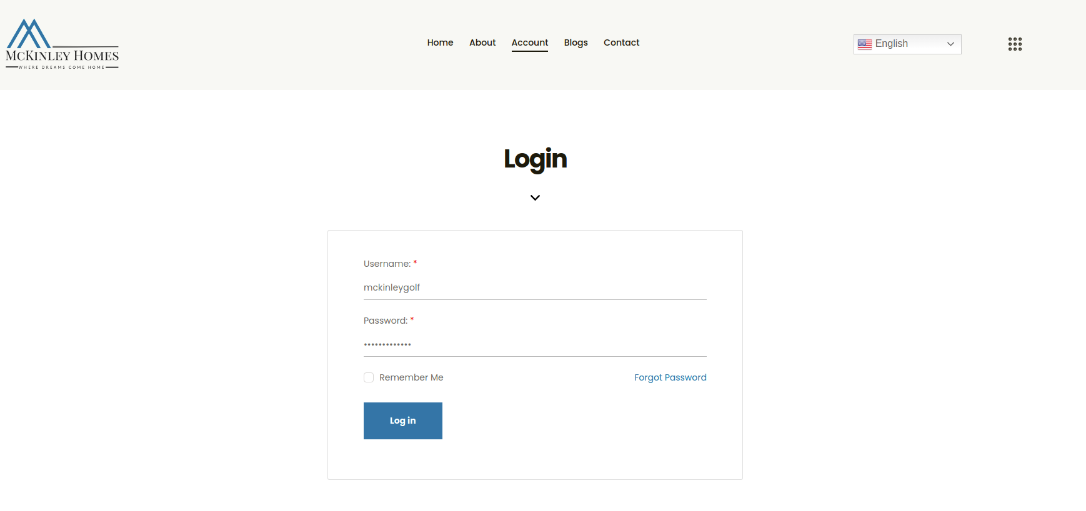 McKinley Homes
WHERE DREAMS COME HOME
Home About Account Blogs Contact
English
Login
Username: *
mckinleygolf
Password: *
•••••••••••••
Remember Me Forgot Password
Log in